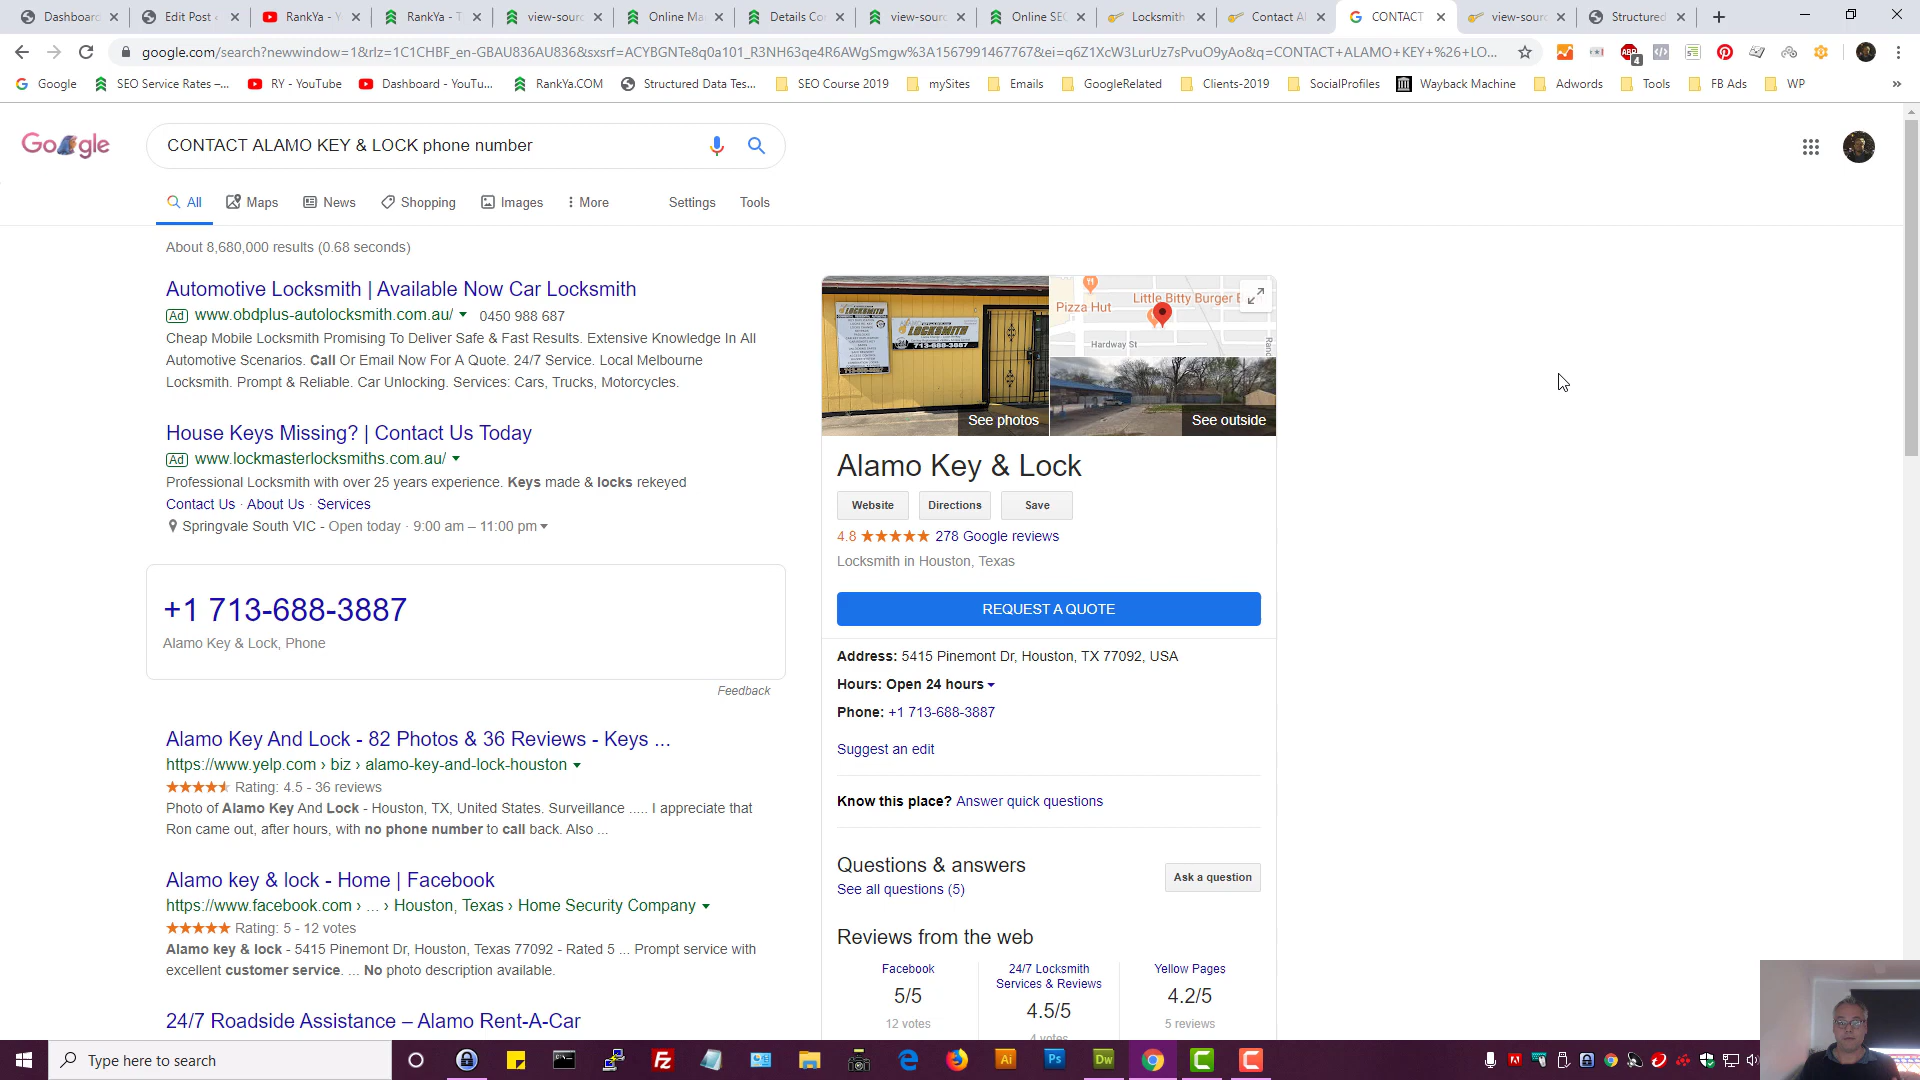 Dashboard
Edit Post
RankYa - Y
RankYa - T
view-sourc
Online Ma
Details Co
view-sourc
Online SEO
Locksmith
Contact Al
CONTACT
view-sourc
Structured
google.com/search?newwindow=1&rlz=1C1CHBF_en-GBAU836AU836&sxsrf=ACYBGNTe8q0a101_R3NH63qe4R6AWgSmgw%3A1567991467767&ei=q6Z1XcW3LurUz7sPvuO9yAo&q=CONTACT+ALAMO+KEY+%26+LO...
4
Google
SEO Service Rates –...
RY - YouTube
Dashboard - YouTu...
RankYa.COM
Structured Data Tes...
SEO Course 2019
mySites
Emails
GoogleRelated
Clients-2019
SocialProfiles
Wayback Machine
Adwords
Tools
FB Ads
WP
»
CONTACT ALAMO KEY & LOCK phone number
All
Maps
News
Shopping
Images
More
Settings
Tools
About 8,680,000 results (0.68 seconds)
Automotive Locksmith | Available Now Car Locksmith
Ad www.obdplus-autolocksmith.com.au/ 0450 988 687
Cheap Mobile Locksmith Promising To Deliver Safe & Fast Results. Extensive Knowledge In All
Automotive Scenarios. Call Or Email Now For A Quote. 24/7 Service. Local Melbourne
Locksmith. Prompt & Reliable. Car Unlocking. Services: Cars, Trucks, Motorcycles.
House Keys Missing? | Contact Us Today
Ad www.lockmasterlocksmiths.com.au/
Professional Locksmith with over 25 years experience. Keys made & locks rekeyed
Contact Us · About Us · Services
Springvale South VIC - Open today · 9:00 am – 11:00 pm
+1 713-688-3887
Alamo Key & Lock, Phone
Feedback
Alamo Key And Lock - 82 Photos & 36 Reviews - Keys ...
https://www.yelp.com › biz › alamo-key-and-lock-houston
Rating: 4.5 - 36 reviews
Photo of Alamo Key And Lock - Houston, TX, United States. Surveillance ..... I appreciate that
Ron came out, after hours, with no phone number to call back. Also ...
Alamo key & lock - Home | Facebook
https://www.facebook.com › ... › Houston, Texas › Home Security Company
Rating: 5 - 12 votes
Alamo key & lock - 5415 Pinemont Dr, Houston, Texas 77092 - Rated 5 ... Prompt service with
excellent customer service. ... No photo description available.
24/7 Roadside Assistance – Alamo Rent-A-Car
LOCKSMITH
LOCKSMITH
713-688-3887
See photos
Pizza Hut
Little Bitty Burger B
Hardway St
See outside
Alamo Key & Lock
Website
Directions
Save
4.8 278 Google reviews
Locksmith in Houston, Texas
REQUEST A QUOTE
Address: 5415 Pinemont Dr, Houston, TX 77092, USA
Hours: Open 24 hours
Phone: +1 713-688-3887
Suggest an edit
Know this place? Answer quick questions
Questions & answers
See all questions (5)
Ask a question
Reviews from the web
Facebook
5/5
12 votes
24/7 Locksmith
Services & Reviews
4.5/5
4 votes
Yellow Pages
4.2/5
5 reviews
Type here to search
Fz
Ai
Ps
Dw